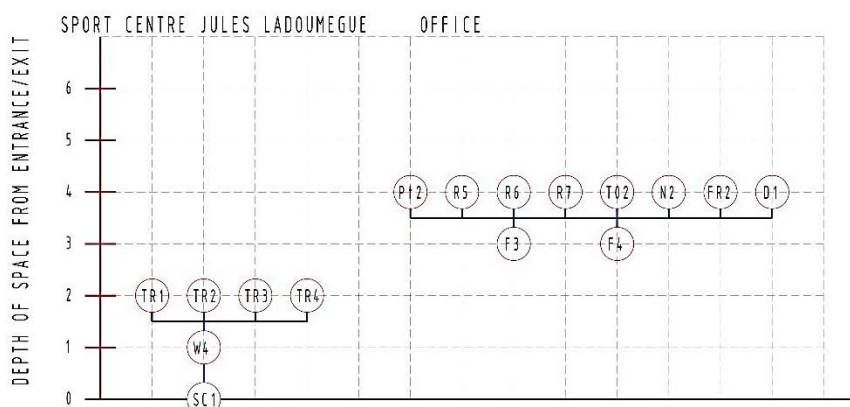 SPORT CENTRE JULES LADOUMEGUE OFFICE
DEPTH OF SPACE FROM ENTRANCE/EXIT
6
5
4 Pt2 R5 R6 R7 TO2 N2 FR2 D1
3 F3 F4
2 TR1 TR2 TR3 TR4
1 W4
0 SC1